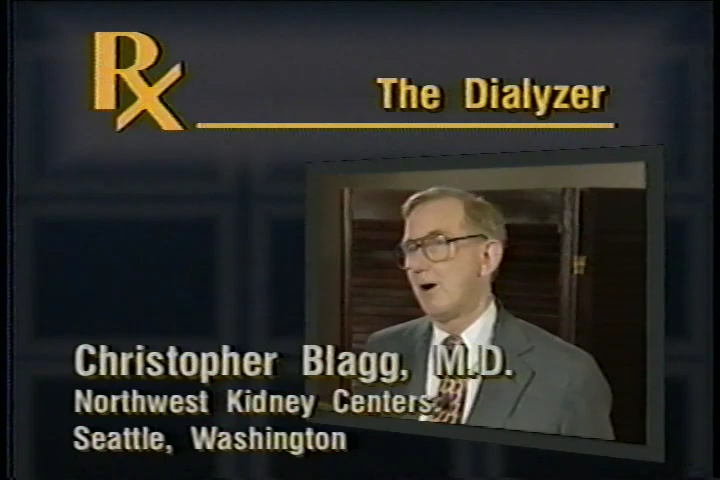 Rx
The Dialyzer
Christopher Blagg, M.D.
Northwest Kidney Centers
Seattle, Washington